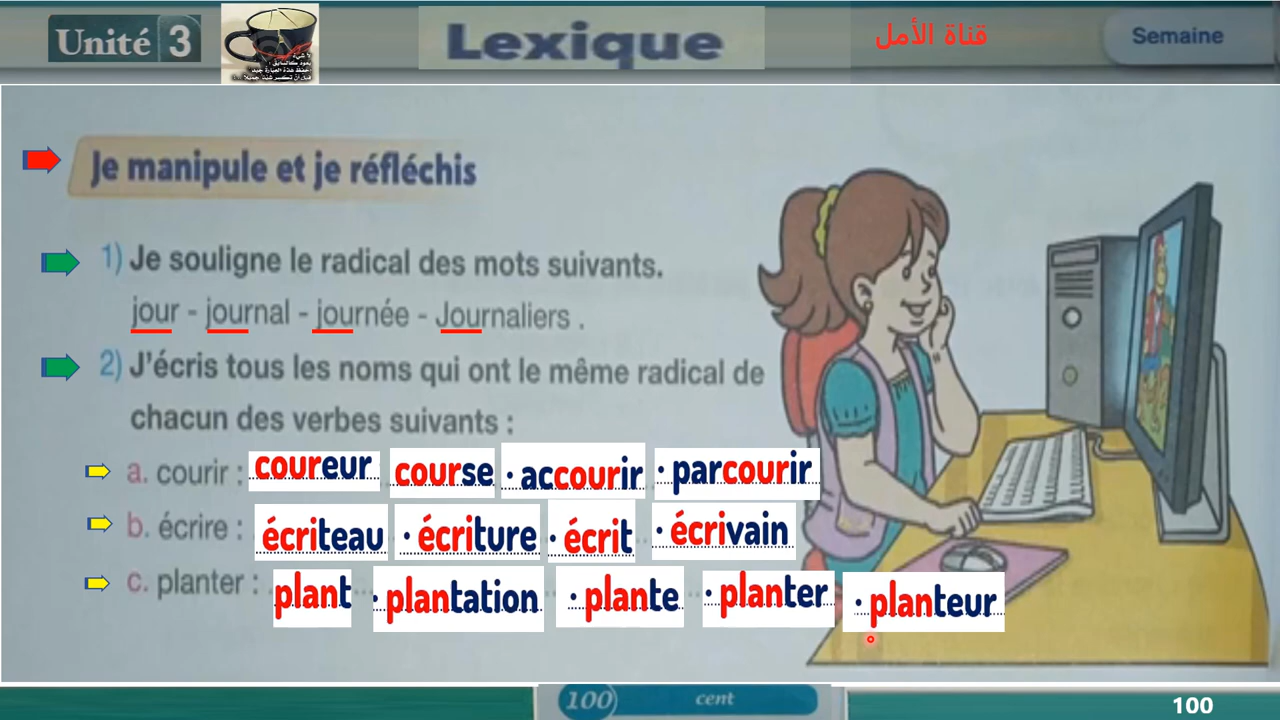 Unité 3
Lexique
قناة الأمل
Semaine
Je manipule et je réfléchis
1) Je souligne le radical des mots suivants.
jour - journal - journée - Journaliers .
2) J'écris tous les noms qui ont le même radical de
chacun des verbes suivants :
a. courir : coureur course · accourir · parcourir
b. écrire : écriteau · écriture · écrit · écrivain
c. planter : plant · plantation · plante · planter · planteur
100 cent
100